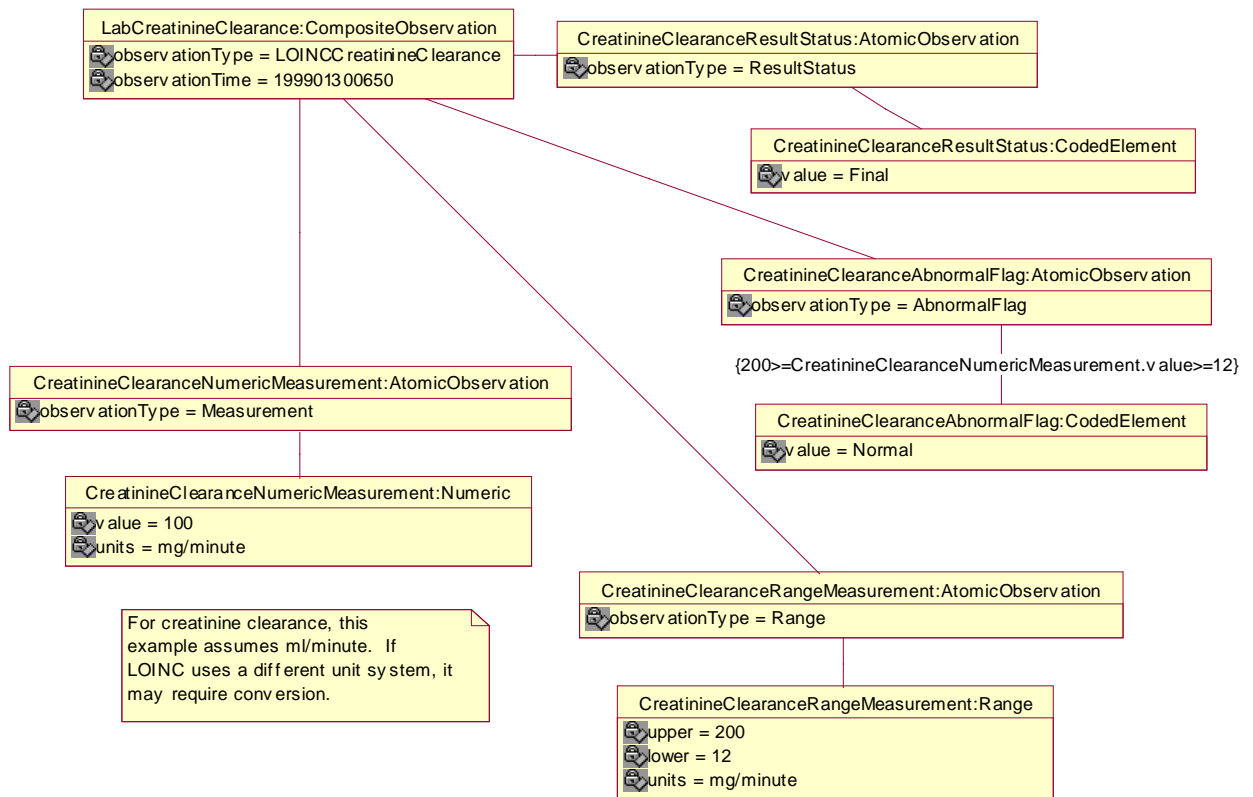 LabCreatinineClearance:CompositeObservation
observationType = LOINCCreatinineClearance
observationTime = 199901300650
CreatinineClearanceResultStatus:AtomicObservation
observationType = ResultStatus
CreatinineClearanceResultStatus:CodedElement
value = Final
CreatinineClearanceAbnormalFlag:AtomicObservation
observationType = AbnormalFlag
{200>=CreatinineClearanceNumericMeasurement.value>=12}
CreatinineClearanceAbnormalFlag:CodedElement
value = Normal
CreatinineClearanceNumericMeasurement:AtomicObservation
observationType = Measurement
CreatinineClearanceNumericMeasurement:Numeric
value = 100
units = mg/minute
CreatinineClearanceRangeMeasurement:AtomicObservation
observationType = Range
For creatinine clearance, this
example assumes ml/minute.  If
LOINC uses a different unit system, it
may require conversion.
CreatinineClearanceRangeMeasurement:Range
upper = 200
lower = 12
units = mg/minute